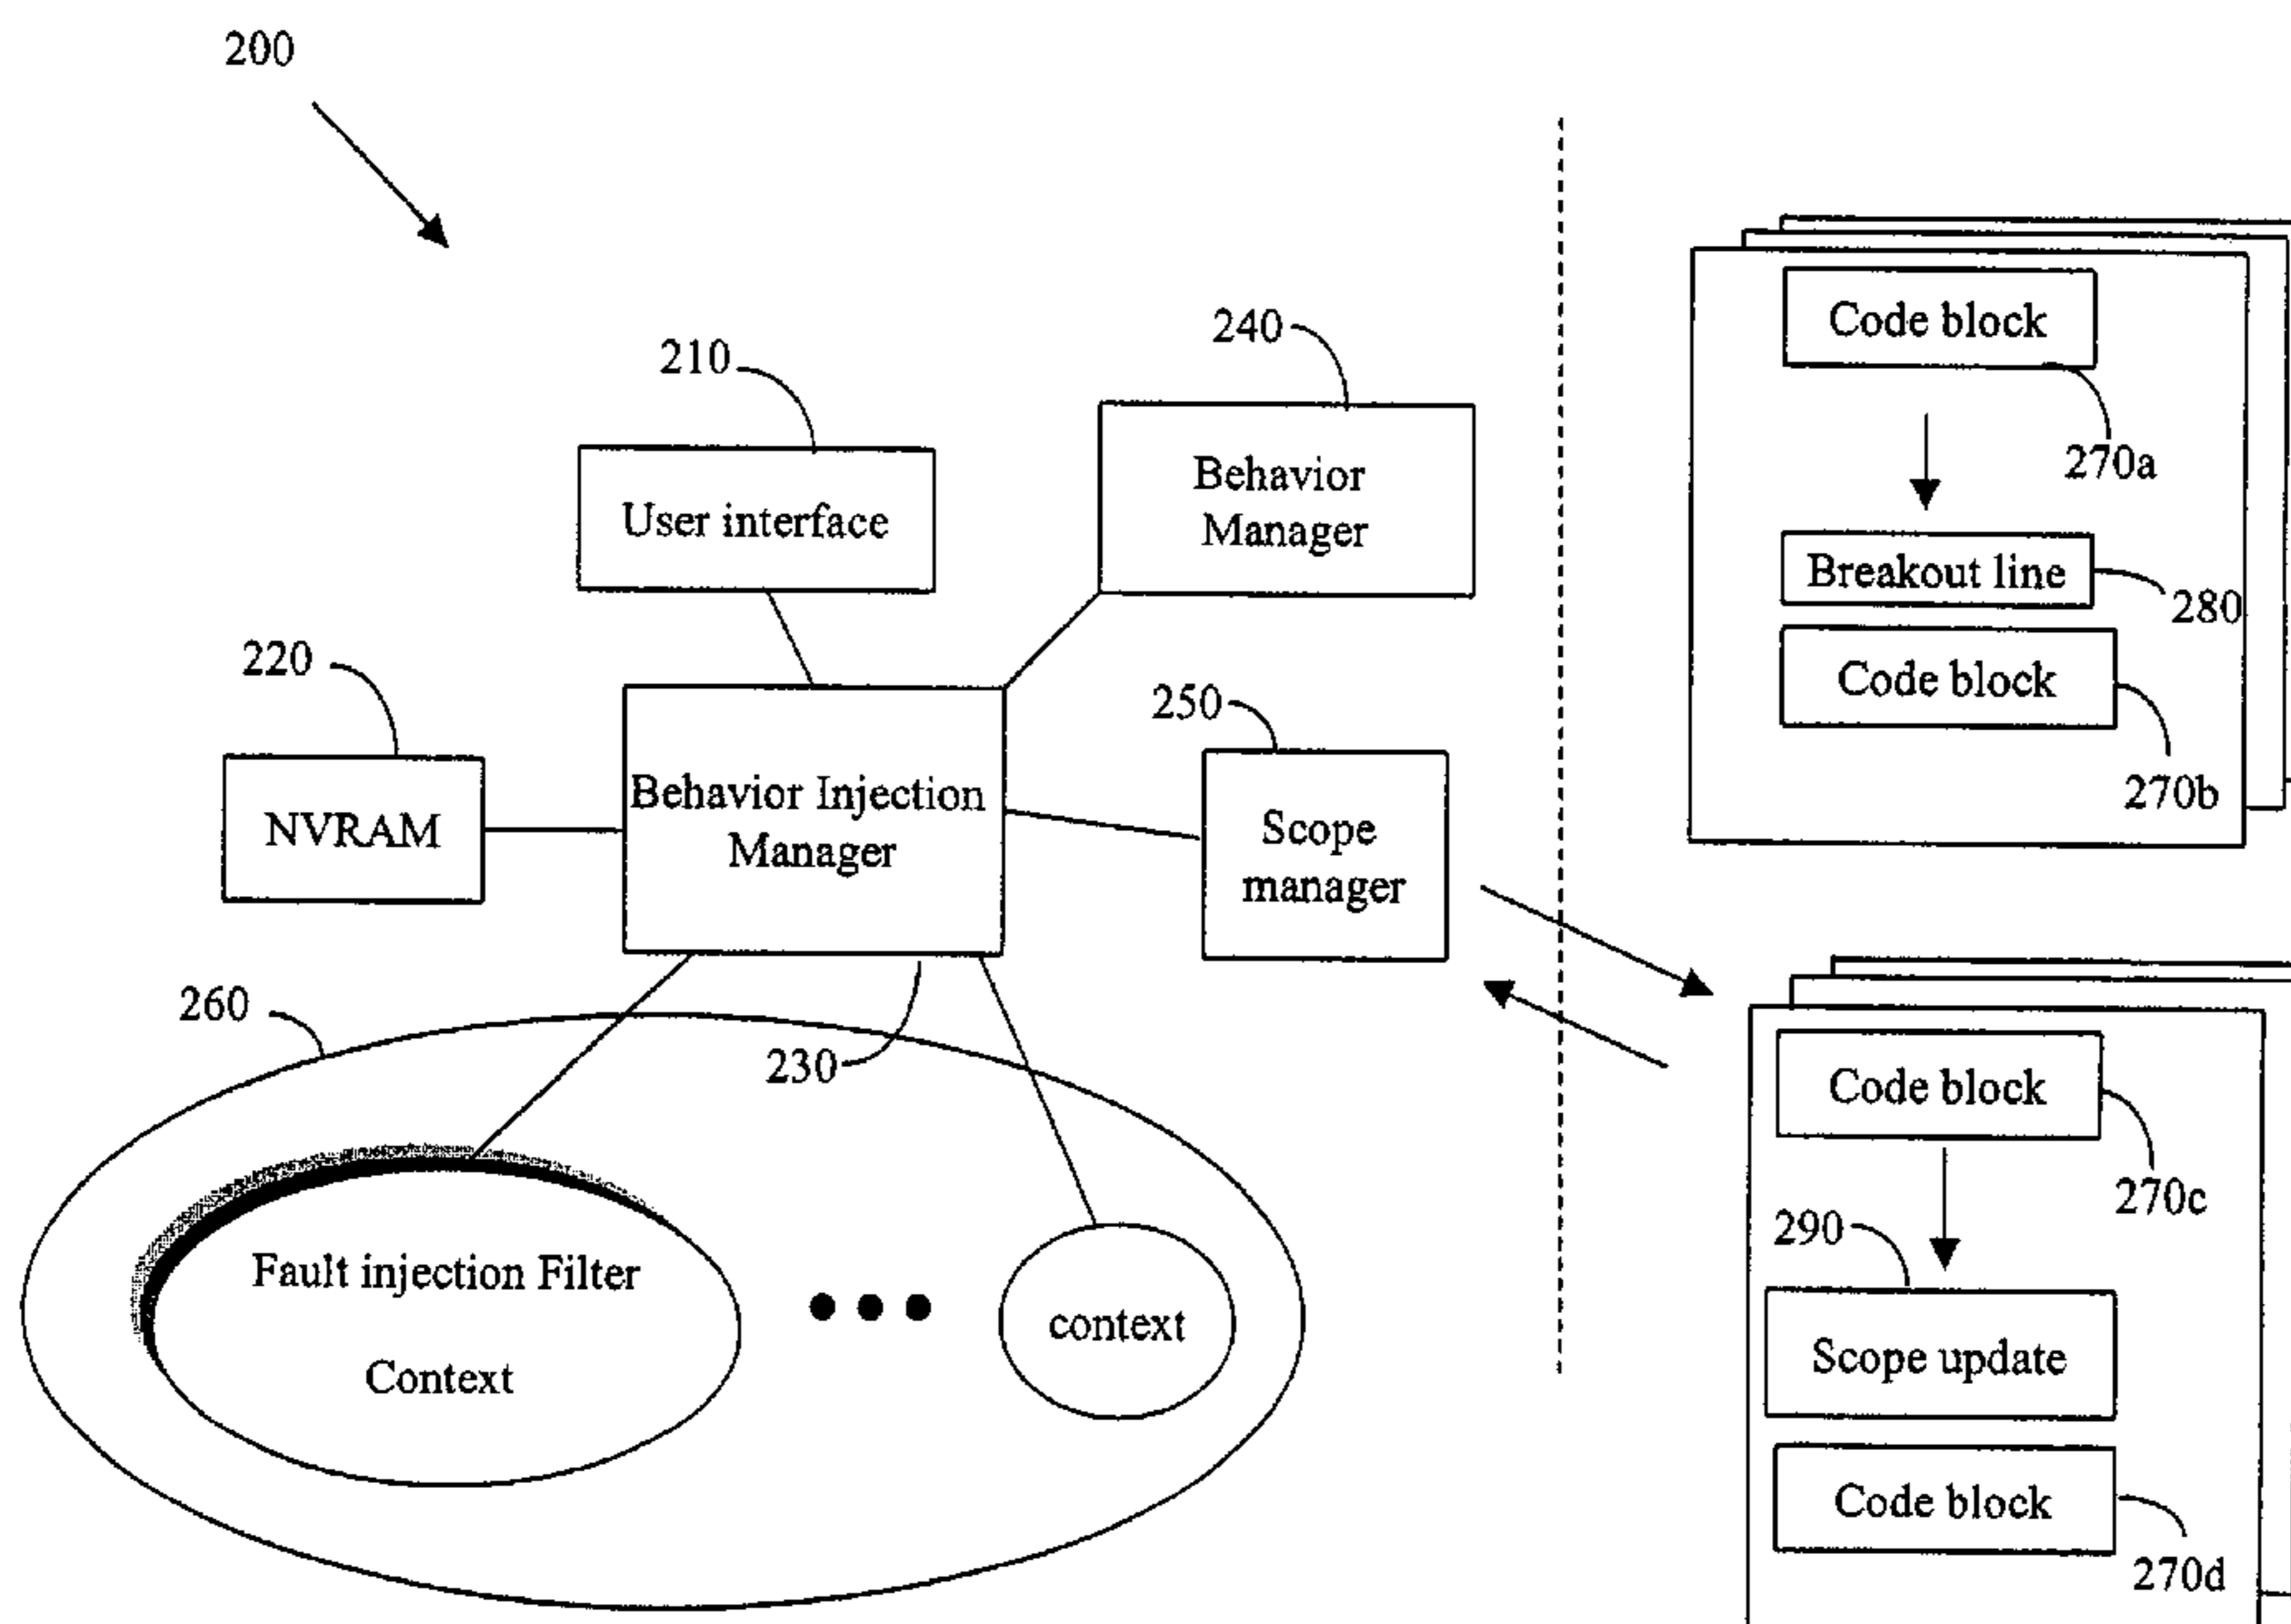 200
210
240
User interface
Behavior
Manager
220
250
NVRAM
Behavior Injection
Manager
Scope
manager
260
230
Fault injection Filter
Context
context
Code block
270a
Breakout line
280
Code block
270b
Code block
270c
290
Scope update
Code block
270d